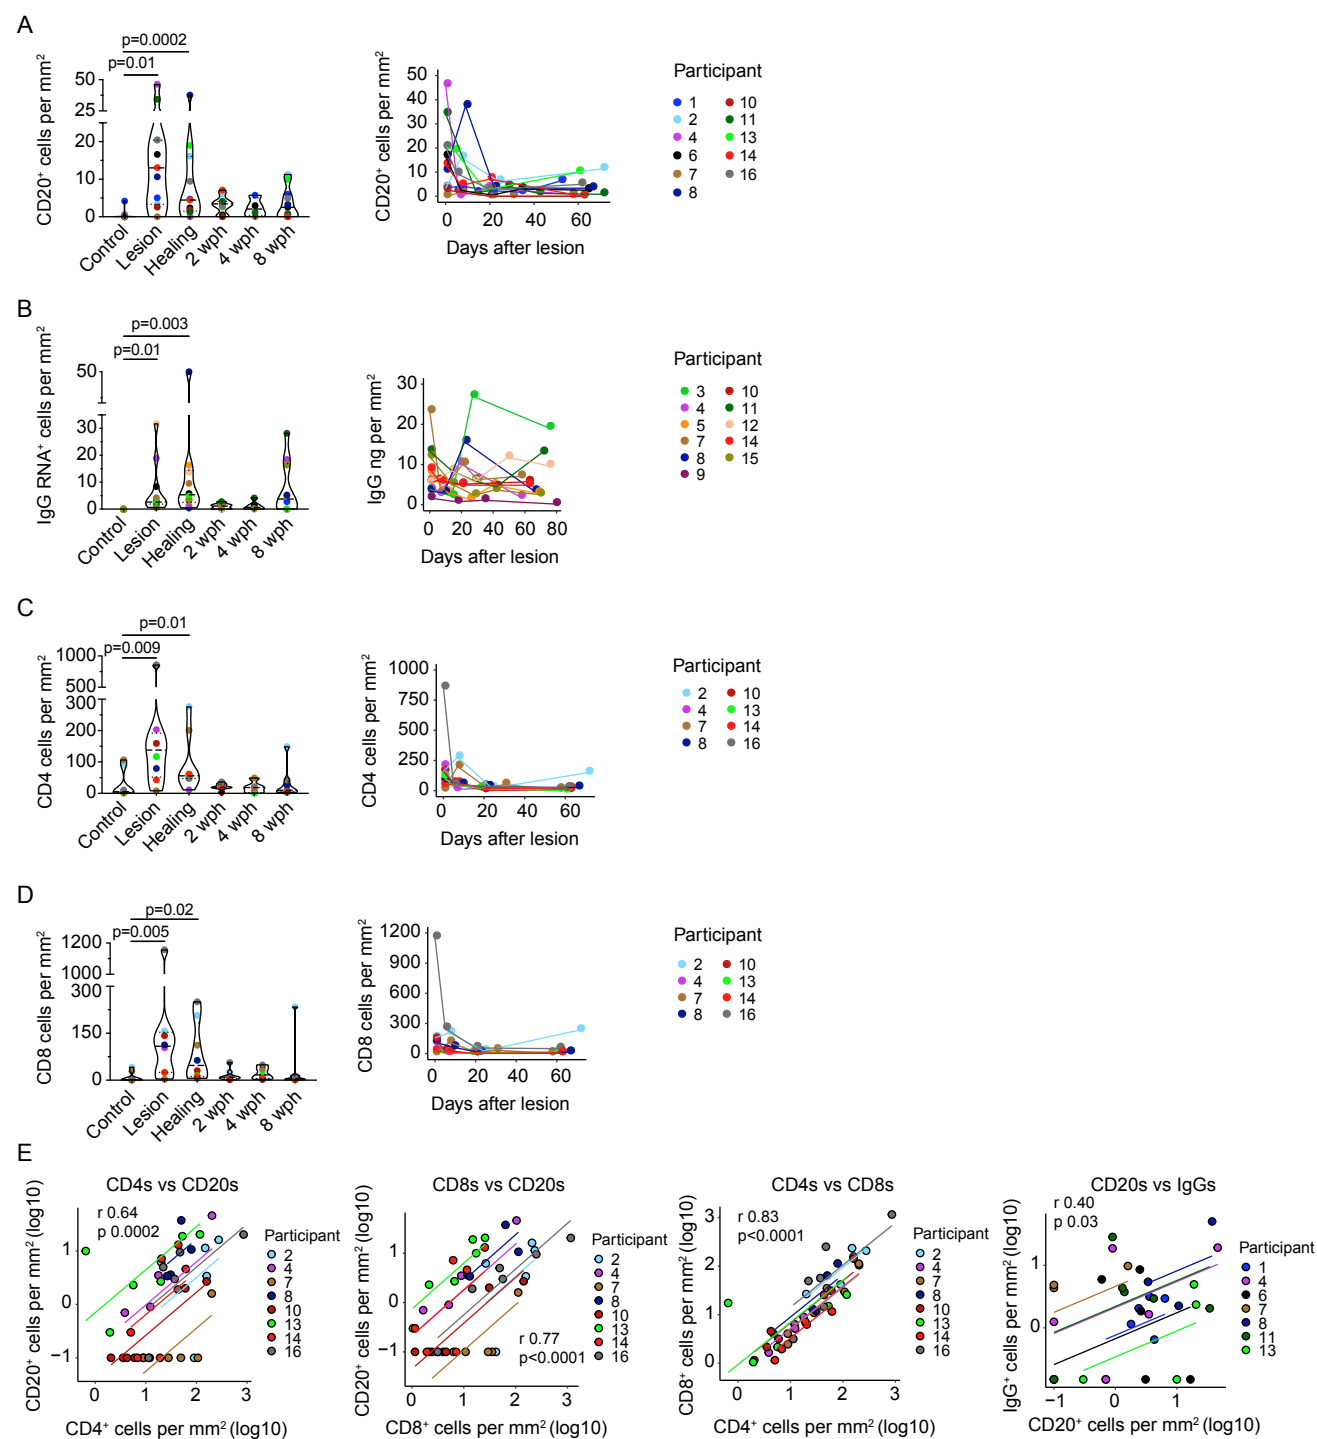 A
p=0.0002
p=0.01
CD20⁺ cells per mm²
50
25
20
10
0
Control
Lesion
Healing
2 wph
4 wph
8 wph
CD20⁺ cells per mm²
50
40
30
20
10
0
0 20 40 60
Days after lesion
Participant
1 10
2 11
4 13
6 14
7 16
8
B
p=0.003
p=0.01
IgG RNA⁺ cells per mm²
50
30
20
10
0
Control
Lesion
Healing
2 wph
4 wph
8 wph
IgG ng per mm²
30
20
10
0
0 20 40 60 80
Days after lesion
Participant
3 10
4 11
5 12
7 14
8 15
9
C
p=0.01
p=0.009
CD4 cells per mm²
1000
500
300
200
100
0
Control
Lesion
Healing
2 wph
4 wph
8 wph
CD4 cells per mm²
1000
750
500
250
0
0 20 40 60
Days after lesion
Participant
2 10
4 13
7 14
8 16
D
p=0.02
p=0.005
CD8 cells per mm²
1200
1000
150
0
Control
Lesion
Healing
2 wph
4 wph
8 wph
CD8 cells per mm²
1200
900
600
300
0
0 20 40 60
Days after lesion
Participant
2 10
4 13
7 14
8 16
E
CD4s vs CD20s
r 0.64
p 0.0002
CD20⁺ cells per mm² (log10)
1
0
−1
0 1 2 3
CD4⁺ cells per mm² (log10)
Participant
2
4
7
8
10
13
14
16
CD8s vs CD20s
r 0.77
p<0.0001
CD20⁺ cells per mm² (log10)
1
0
−1
0 1 2 3
CD8⁺ cells per mm² (log10)
Participant
2
4
7
8
10
13
14
16
CD4s vs CD8s
r 0.83
p<0.0001
CD8⁺ cells per mm² (log10)
3
2
1
0
0 1 2 3
CD4⁺ cells per mm² (log10)
Participant
2
4
7
8
10
13
14
16
CD20s vs IgGs
r 0.40
p 0.03
IgG⁺ cells per mm² (log10)
1
0
−1 0 1
CD20⁺ cells per mm² (log10)
Participant
1
4
6
7
8
11
13